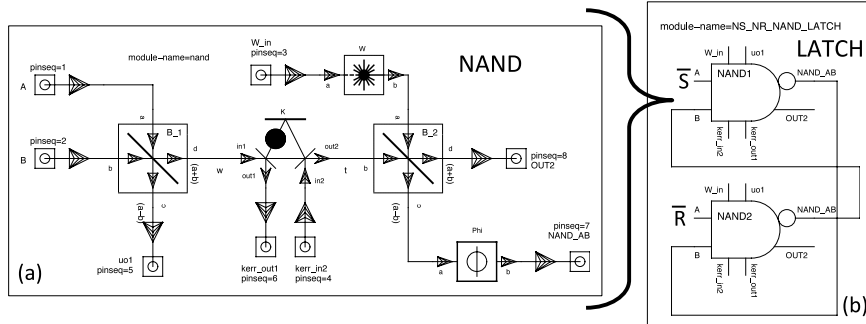 pinseq=1
A
module-name=nand
W_in
pinseq=3
W
NAND
a
b
pinseq=2
B
a
B_1
d
b
(a+b)
c
(a-b)
w
K
in1
out1
out2
in2
t
a
B_2
d
b
(a+b)
c
(a-b)
pinseq=8
OUT2
uo1
pinseq=5
kerr_out1
pinseq=6
kerr_in2
pinseq=4
Phi
a
b
pinseq=7
NAND_AB
(a)
module-name=NS_NR_NAND_LATCH
LATCH
W_in
uo1
S
A
NAND1
NAND_AB
B
OUT2
kerr_in2
kerr_out1
W_in
uo1
R
A
NAND2
NAND_AB
B
OUT2
kerr_in2
kerr_out1
(b)